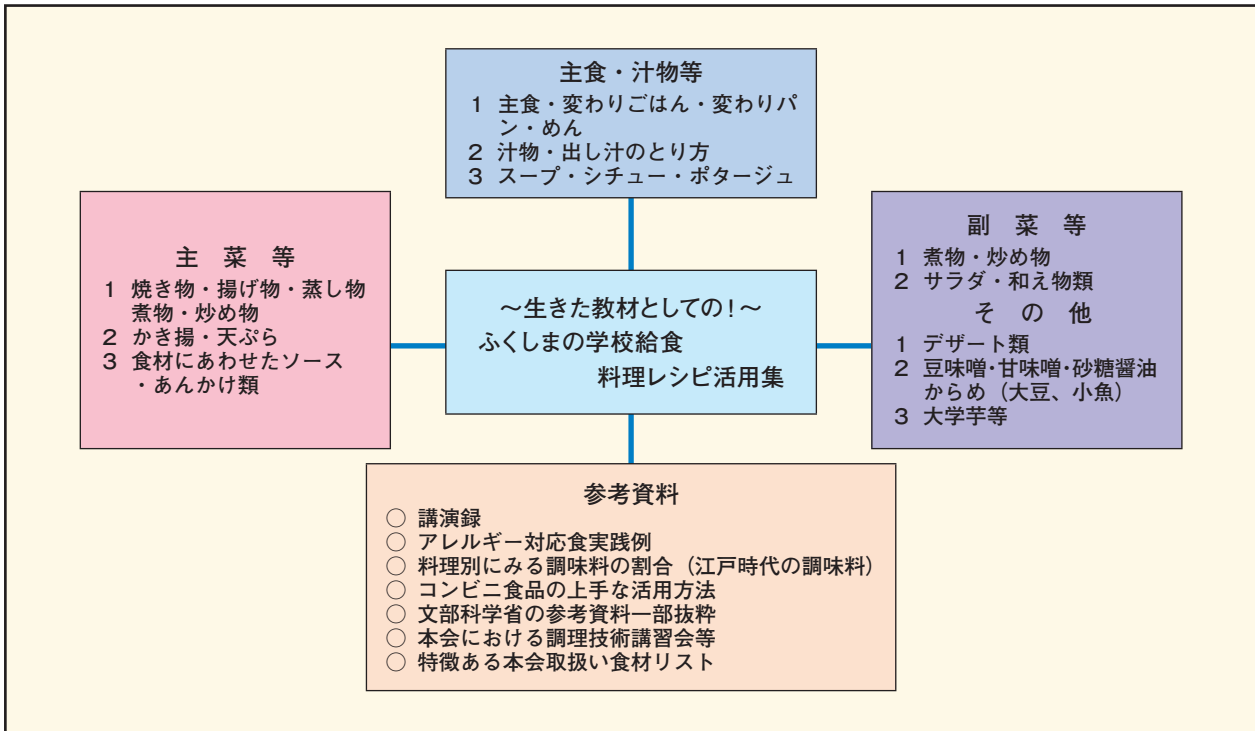 主食・汁物等
1 主食・変わりごはん・変わりパ
ン・めん
2 汁物・出し汁のとり方
3 スープ・シチュー・ポタージュ
主 菜 等
1 焼き物・揚げ物・蒸し物
煮物・炒め物
2 かき揚・天ぷら
3 食材にあわせたソース
・あんかけ類
～生きた教材としての！～
ふくしまの学校給食
料理レシピ活用集
副 菜 等
1 煮物・炒め物
2 サラダ・和え物類
そ の 他
1 デザート類
2 豆味噌・甘味噌・砂糖醤油
からめ（大豆、小魚）
3 大学芋等
参考資料
○ 講演録
○ アレルギー対応食実践例
○ 料理別にみる調味料の割合（江戸時代の調味料）
○ コンビニ食品の上手な活用方法
○ 文部科学省の参考資料一部抜粋
○ 本会における調理技術講習会等
○ 特徴ある本会取扱い食材リスト